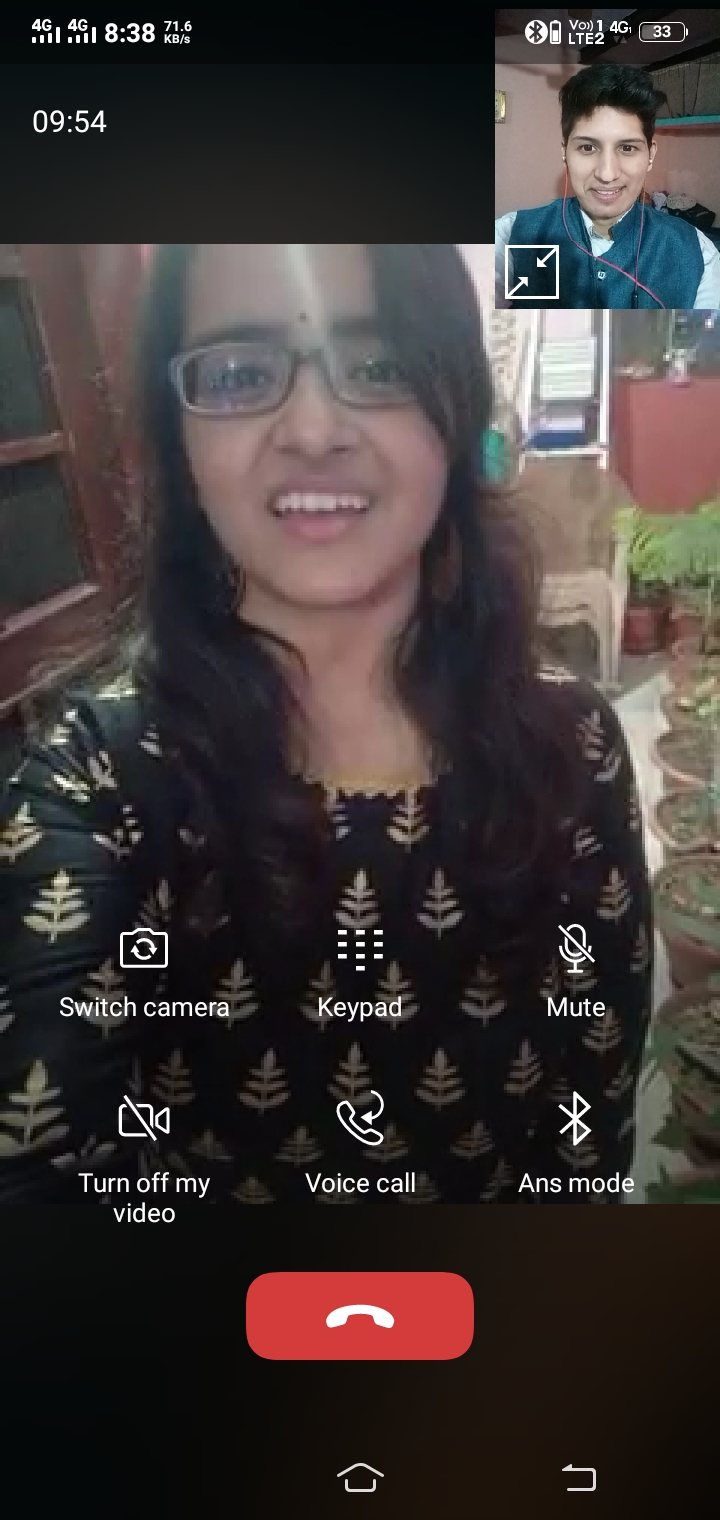 4G 4G 8:38 71.6 KB/s
Vo)) 1 LTE2 4G 33
09:54
Switch camera
Keypad
Mute
Turn off my
video
Voice call
Ans mode